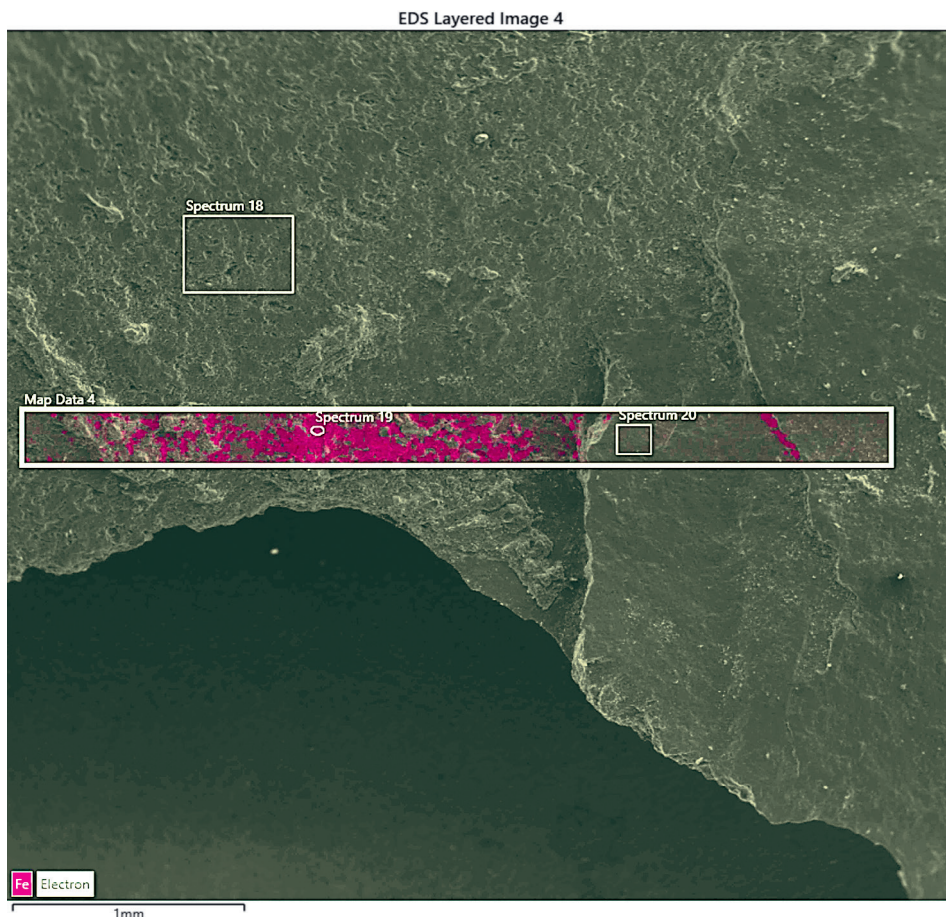 EDS Layered Image 4
Spectrum 18
Map Data 4
Spectrum 19
Spectrum 20
Fe Electron
1mm